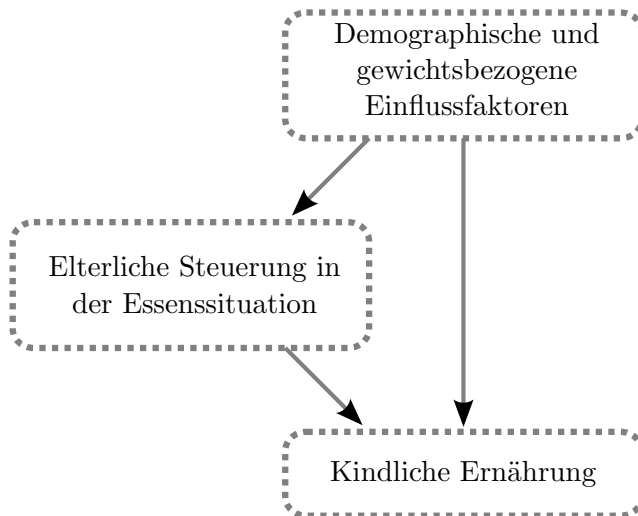 Demographische und
gewichtsbezogene
Einflussfaktoren
Elterliche Steuerung in
der Essenssituation
Kindliche Ernährung